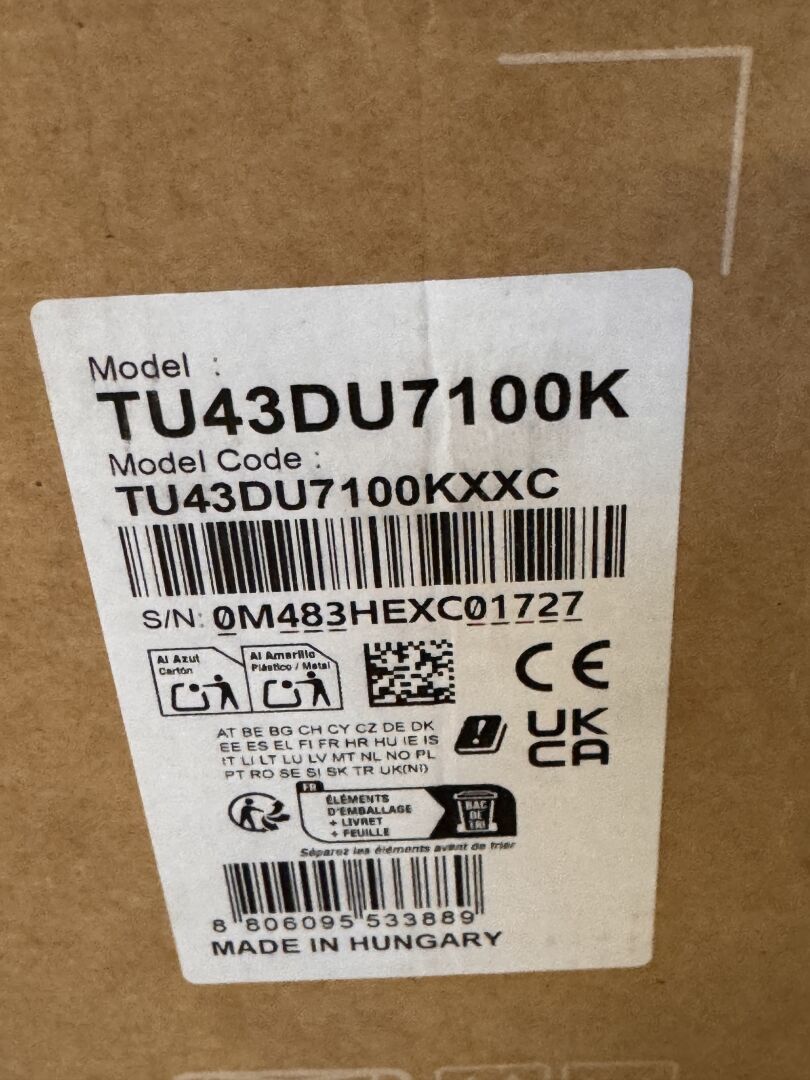 Model :
TU43DU7100K
Model Code :
TU43DU7100KXXC
S/N: 0M483HEXC01727
Al Azul
Cartón
Al Amarillo
Plástico / Metal
CE
UK
CA
AT BE BG CH CY CZ DE DK
EE ES EL FI FR HR HU IE IS
IT LI LT LU LV MT NL NO PL
PT RO SE SI SK TR UK(NI)
FR
ÉLÉMENTS
D'EMBALLAGE
+ LIVRET
+ FEUILLE
BAC
DE
TRI
Séparez les éléments avant de trier
8 806095 533889
MADE IN HUNGARY